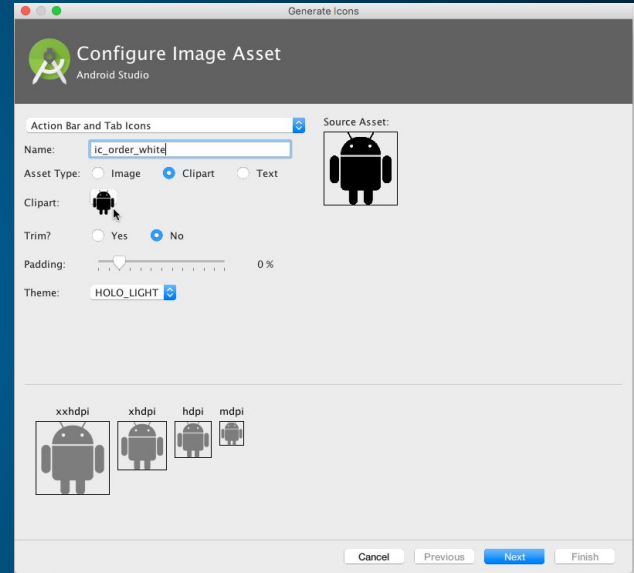 Generate Icons
Configure Image Asset
Android Studio
Action Bar and Tab Icons
Source Asset:
Name: ic_order_white
Asset Type: Image Clipart Text
Clipart:
Trim? Yes No
Padding: 0 %
Theme: HOLO_LIGHT
xxhdpi xhdpi hdpi mdpi
Cancel Previous Next Finish